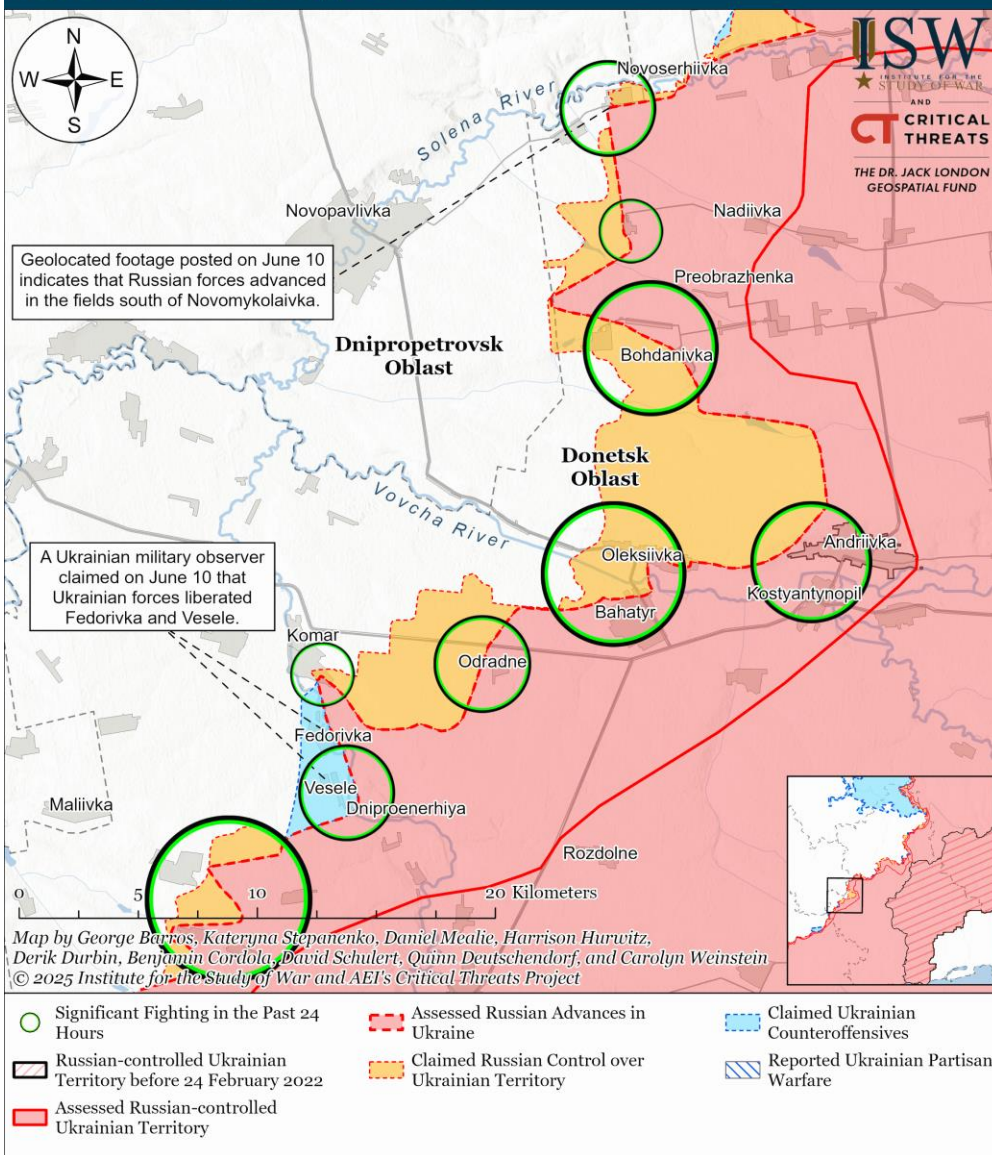 N
W
E
S
ISW
INSTITUTE FOR THE
STUDY OF WAR
AND
CT CRITICAL
THREATS
THE DR. JACK LONDON
GEOSPATIAL FUND
Novoserhiivka
Solena River
Novopavlivka
Nadiivka
Geolocated footage posted on June 10
indicates that Russian forces advanced
in the fields south of Novomykolaivka.
Preobrazhenka
Dnipropetrovsk
Oblast
Bohdanivka
Donetsk
Oblast
Vovcha River
A Ukrainian military observer
claimed on June 10 that
Ukrainian forces liberated
Fedorivka and Vesele.
Oleksiivka
Andriivka
Kostyantynopil
Bahatyr
Komar
Odradne
Fedorivka
Vesele
Dniproenerhiya
Maliivka
Rozdolne
0 5 10 20 Kilometers
Map by George Barros, Kateryna Stepanenko, Daniel Mealie, Harrison Hurwitz,
Derik Durbin, Benjamin Cordola, David Schulert, Quinn Deutschendorf, and Carolyn Weinstein
© 2025 Institute for the Study of War and AEI's Critical Threats Project
Significant Fighting in the Past 24
Hours
Russian-controlled Ukrainian
Territory before 24 February 2022
Assessed Russian-controlled
Ukrainian Territory
Assessed Russian Advances in
Ukraine
Claimed Russian Control over
Ukrainian Territory
Claimed Ukrainian
Counteroffensives
Reported Ukrainian Partisan
Warfare